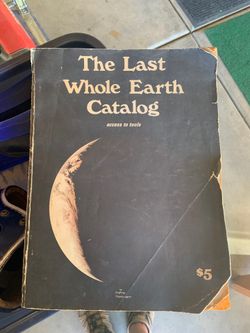 The Last
Whole Earth
Catalog
access to tools
$5